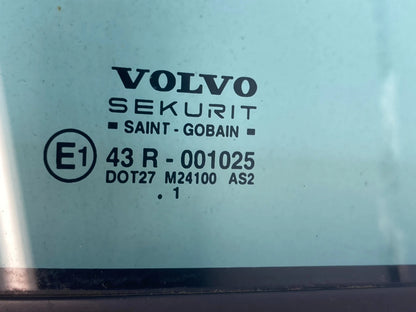 VOLVO
SEKURIT
SAINT - GOBAIN
E1 43 R - 001025
DOT27 M24100 AS2
. 1